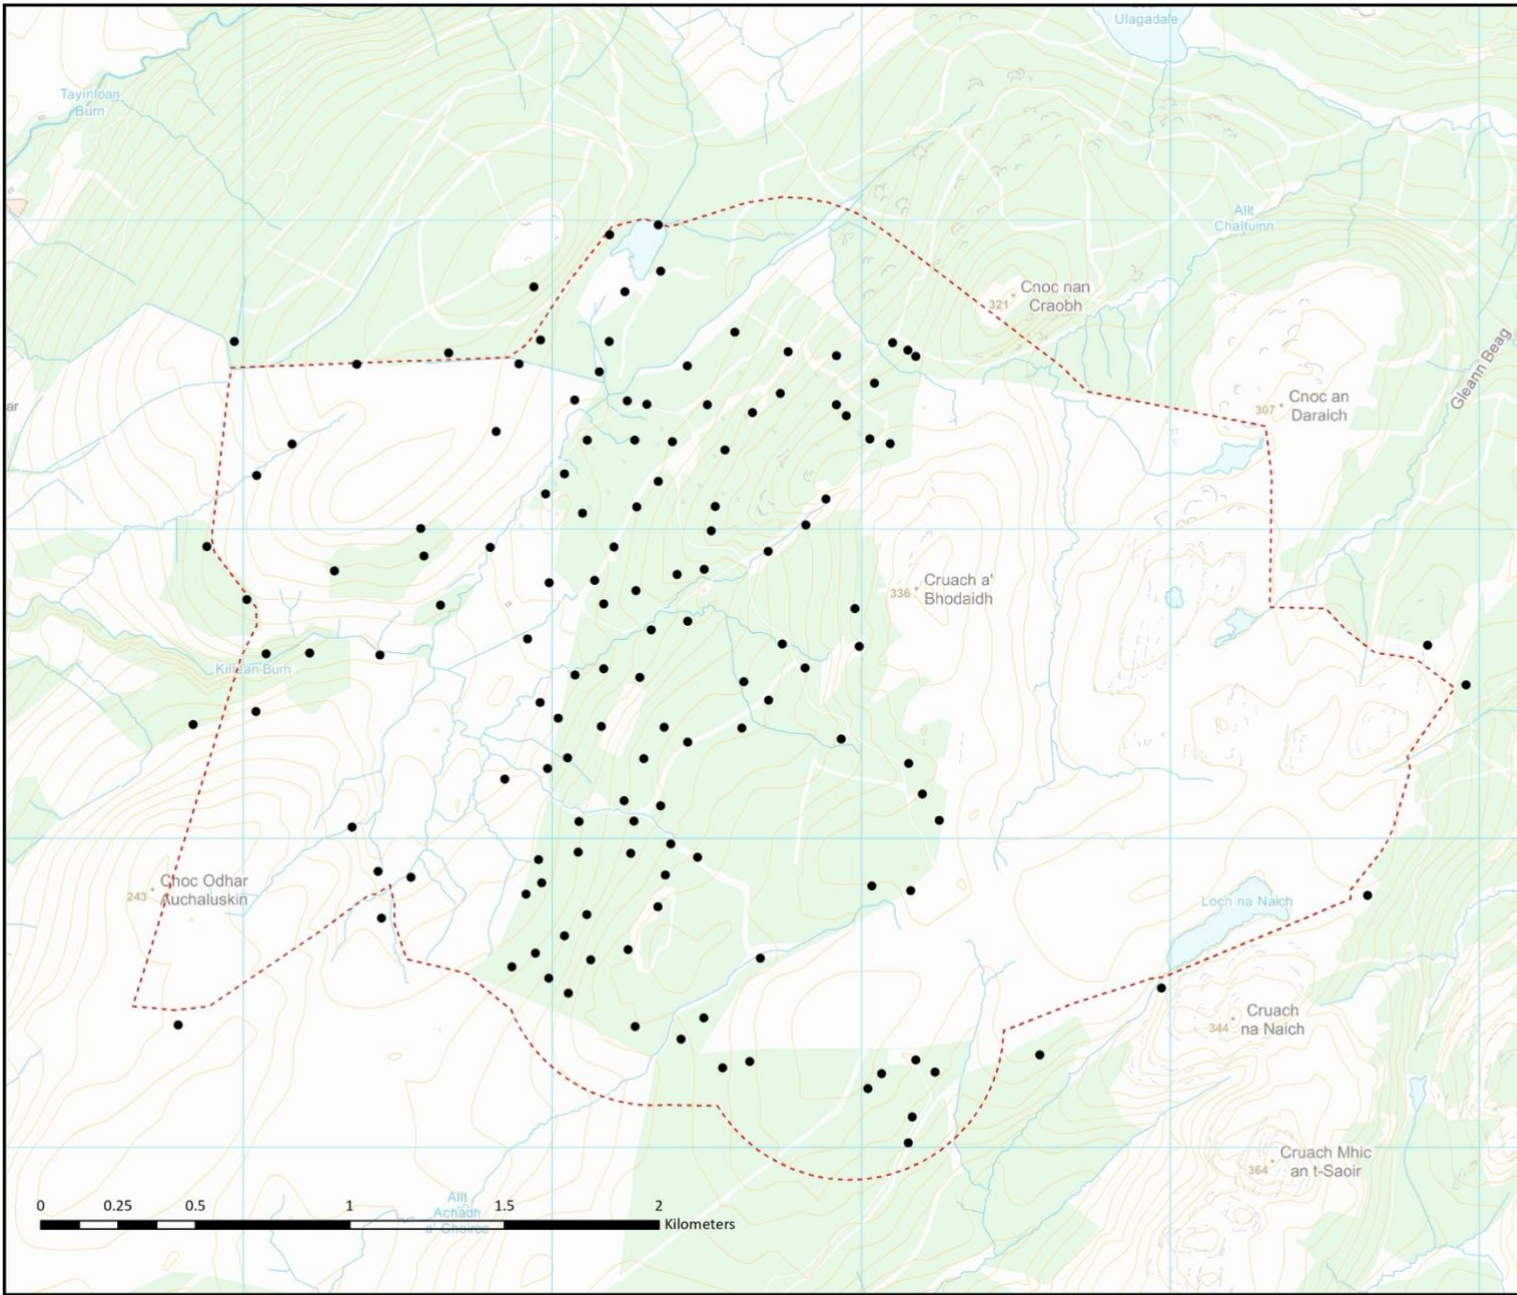 Ulagadale
Tayinloan
Burn
Allt
Chaltuinn
Cnoc nan
Craobh
321
Gleann Beag
Cnoc an
Daraich
307
ar
Cruach a'
Bhodaidh
336
Killean Burn
Cnoc Odhar
Auchaluskin
243
Loch na Naich
Cruach
na Naich
344
Cruach Mhic
an t-Saoir
364
Allt
Achadh
a' Choirce
0 0.25 0.5 1 1.5 2
Kilometers